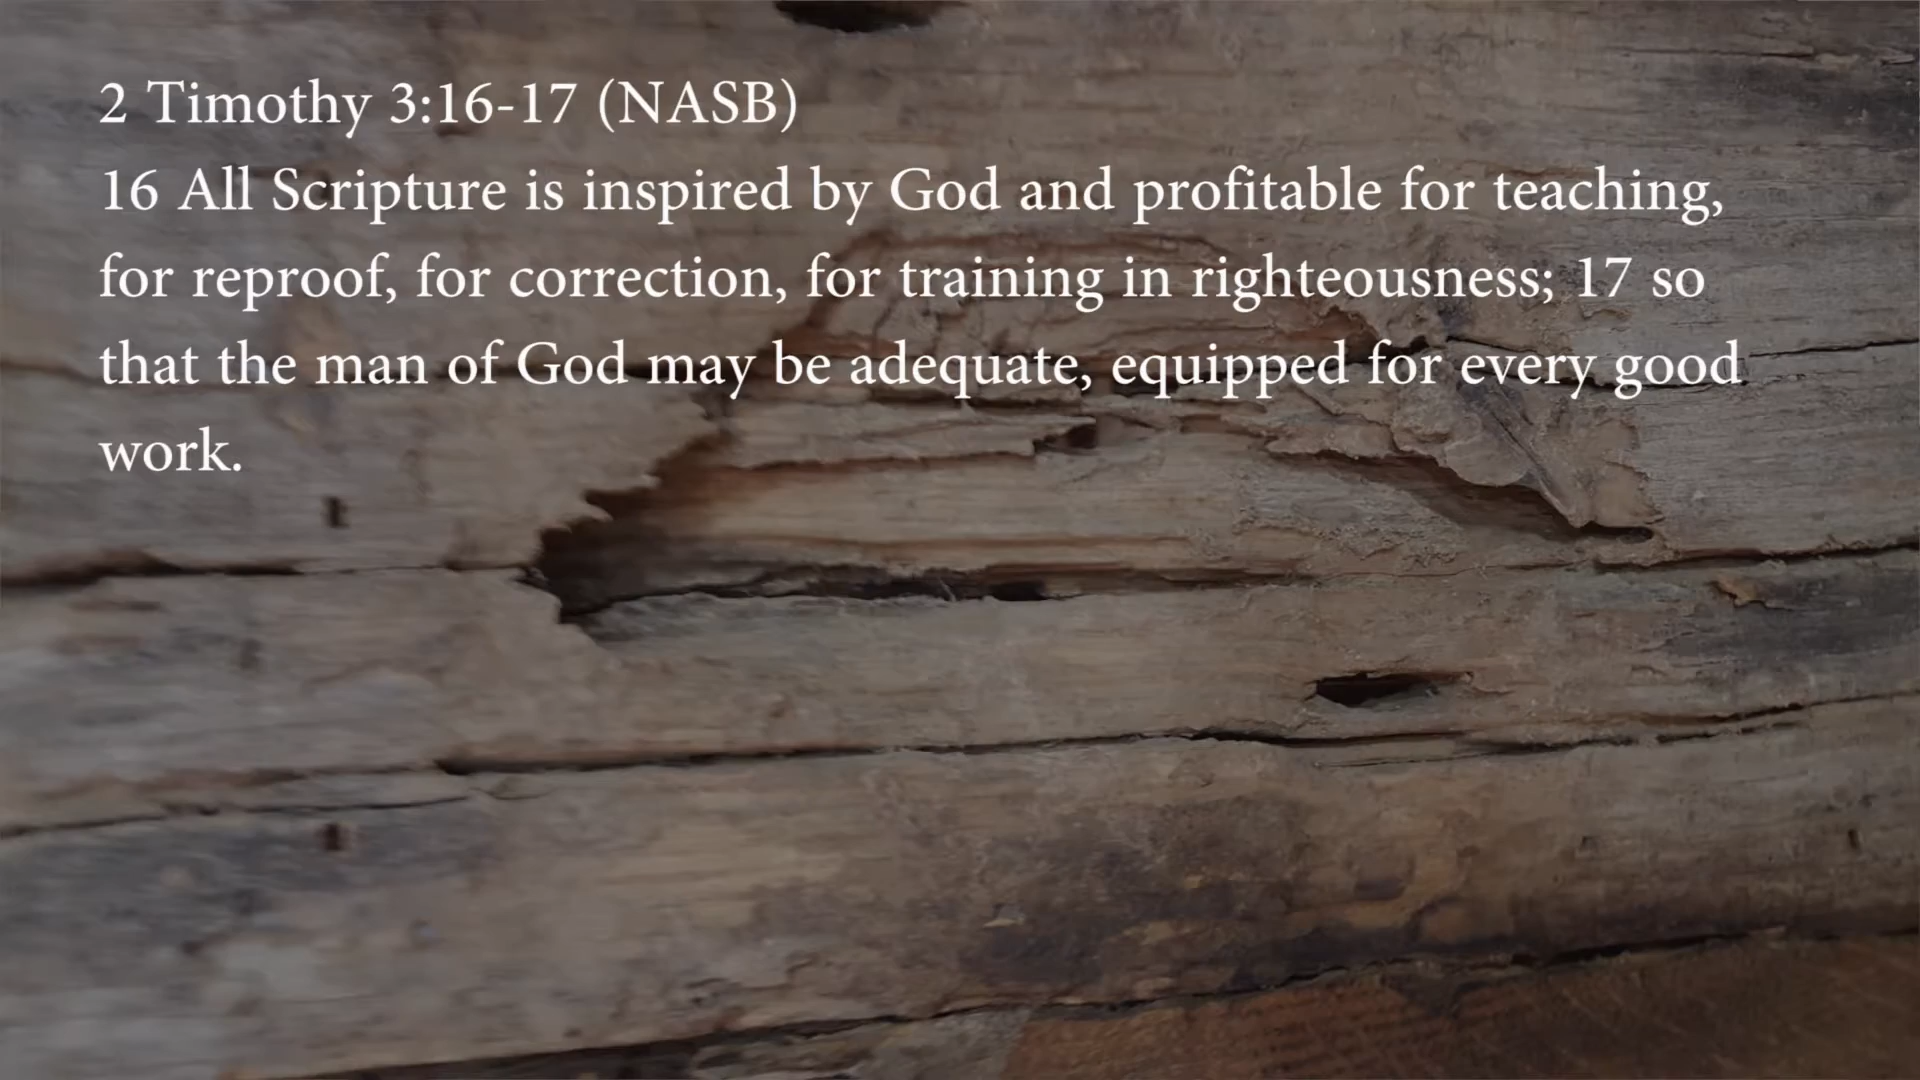 2 Timothy 3:16-17 (NASB)
16 All Scripture is inspired by God and profitable for teaching,
for reproof, for correction, for training in righteousness; 17 so
that the man of God may be adequate, equipped for every good
work.